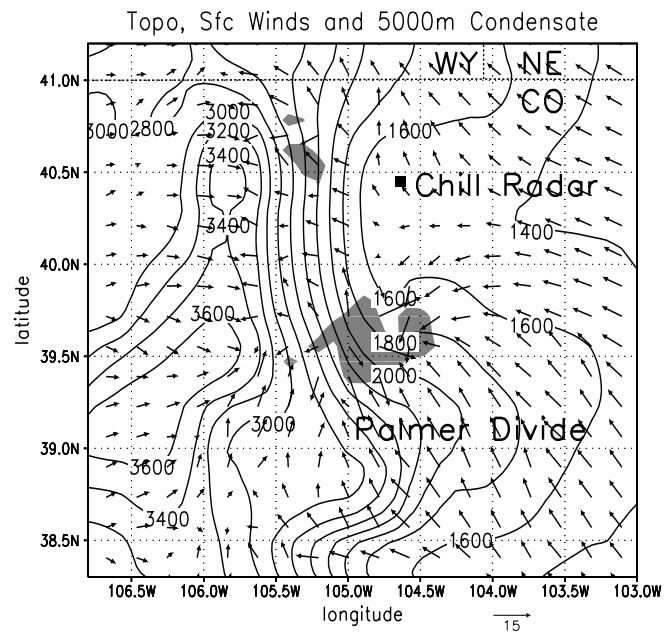 Topo, Sfc Winds and 5000m Condensate
41.0N
WY NE
CO
3000 2800
3000
3200
1600
3400
40.5N
Chill Radar
3400
1400
40.0N
1600
3600
1600
1800
39.5N
2000
3000
Palmer Divide
39.0N
3600
3400
1600
38.5N
latitude
106.5W 106.0W 105.5W 105.0W 104.5W 104.0W 103.5W 103.0W
longitude
15